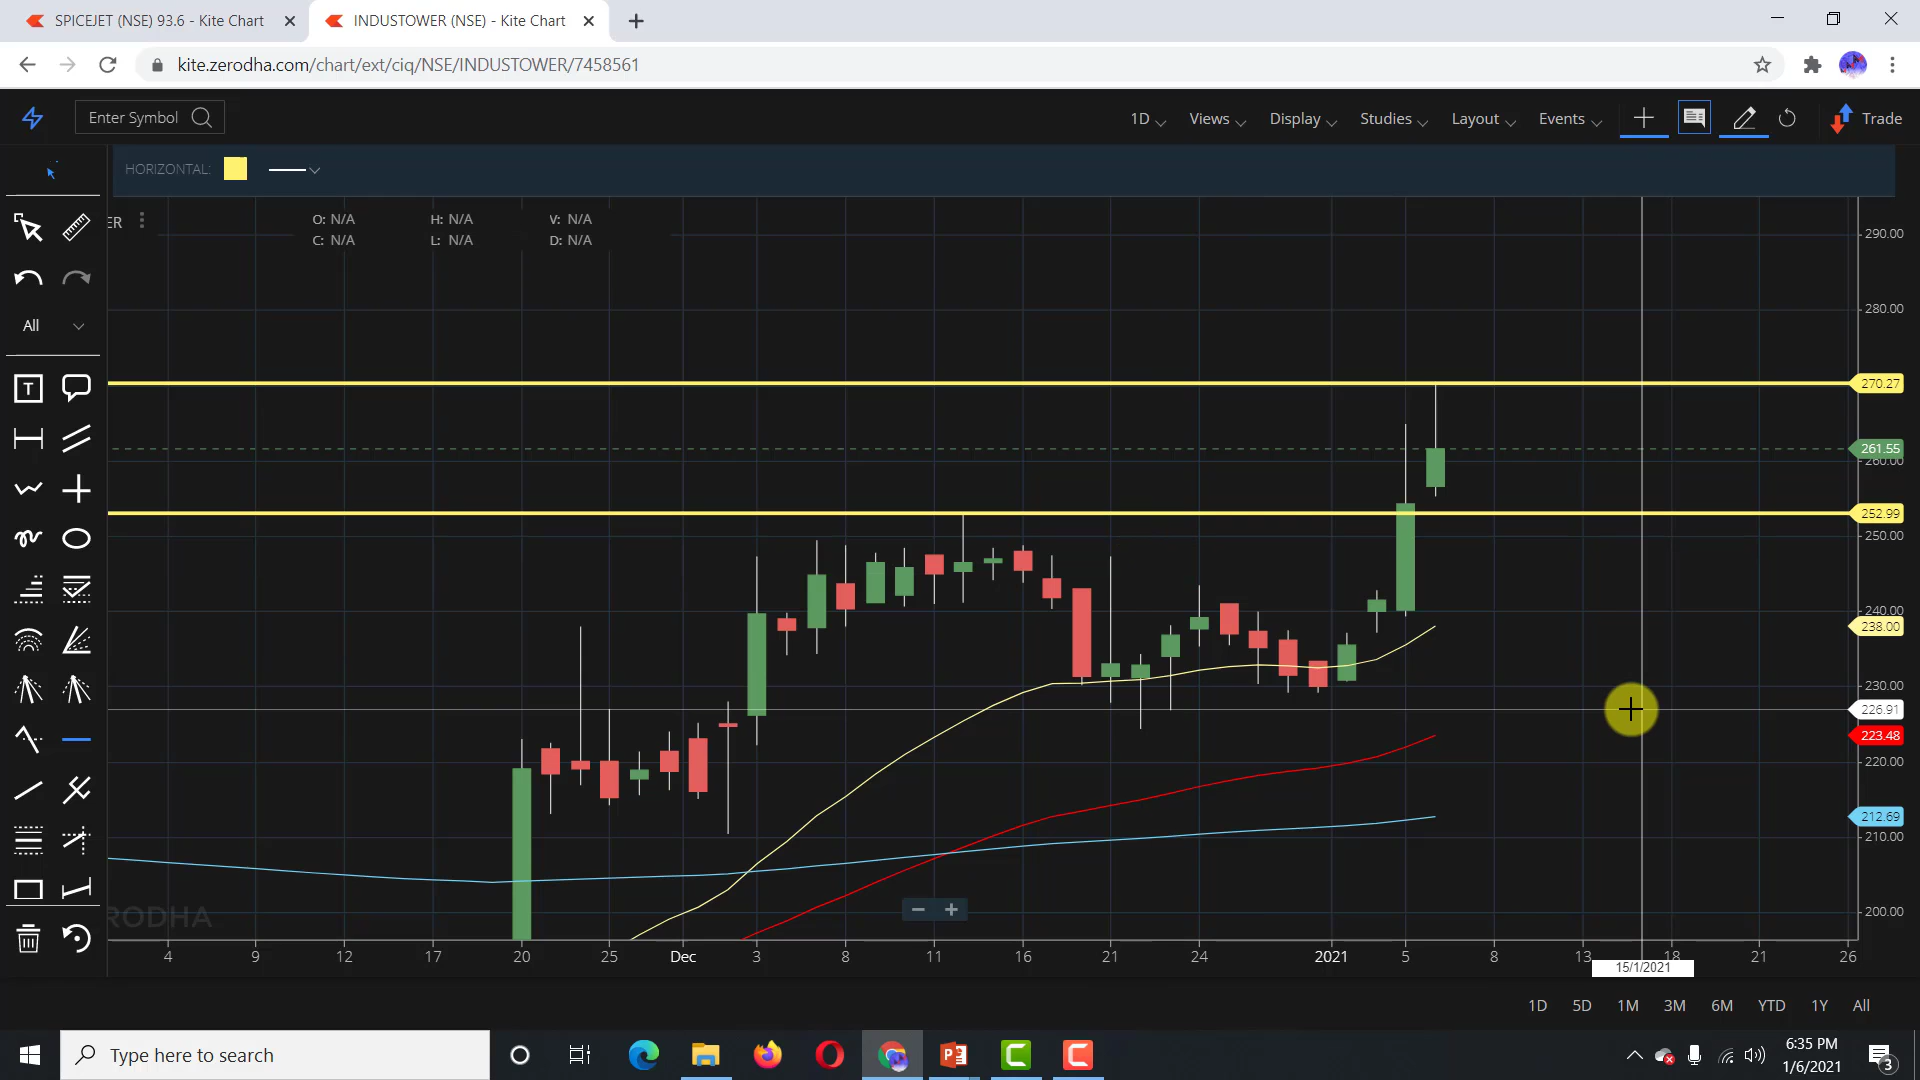 SPICEJET (NSE) 93.6 - Kite Chart
INDUSTOWER (NSE) - Kite Chart
kite.zerodha.com/chart/ext/ciq/NSE/INDUSTOWER/7458561
Enter Symbol
1D Views Display Studies Layout Events Trade
HORIZONTAL:
ER
O: N/A H: N/A V: N/A
C: N/A L: N/A D: N/A
All
T
290.00
280.00
270.27
261.55
260.00
252.99
250.00
240.00
238.00
230.00
226.91
223.48
220.00
212.69
210.00
200.00
RODHA
4 9 12 17 20 25 Dec 3 8 11 16 21 24 2021 5 8 13 18 21 26
15/1/2021
1D 5D 1M 3M 6M YTD 1Y All
Type here to search
6:35 PM
1/6/2021
3